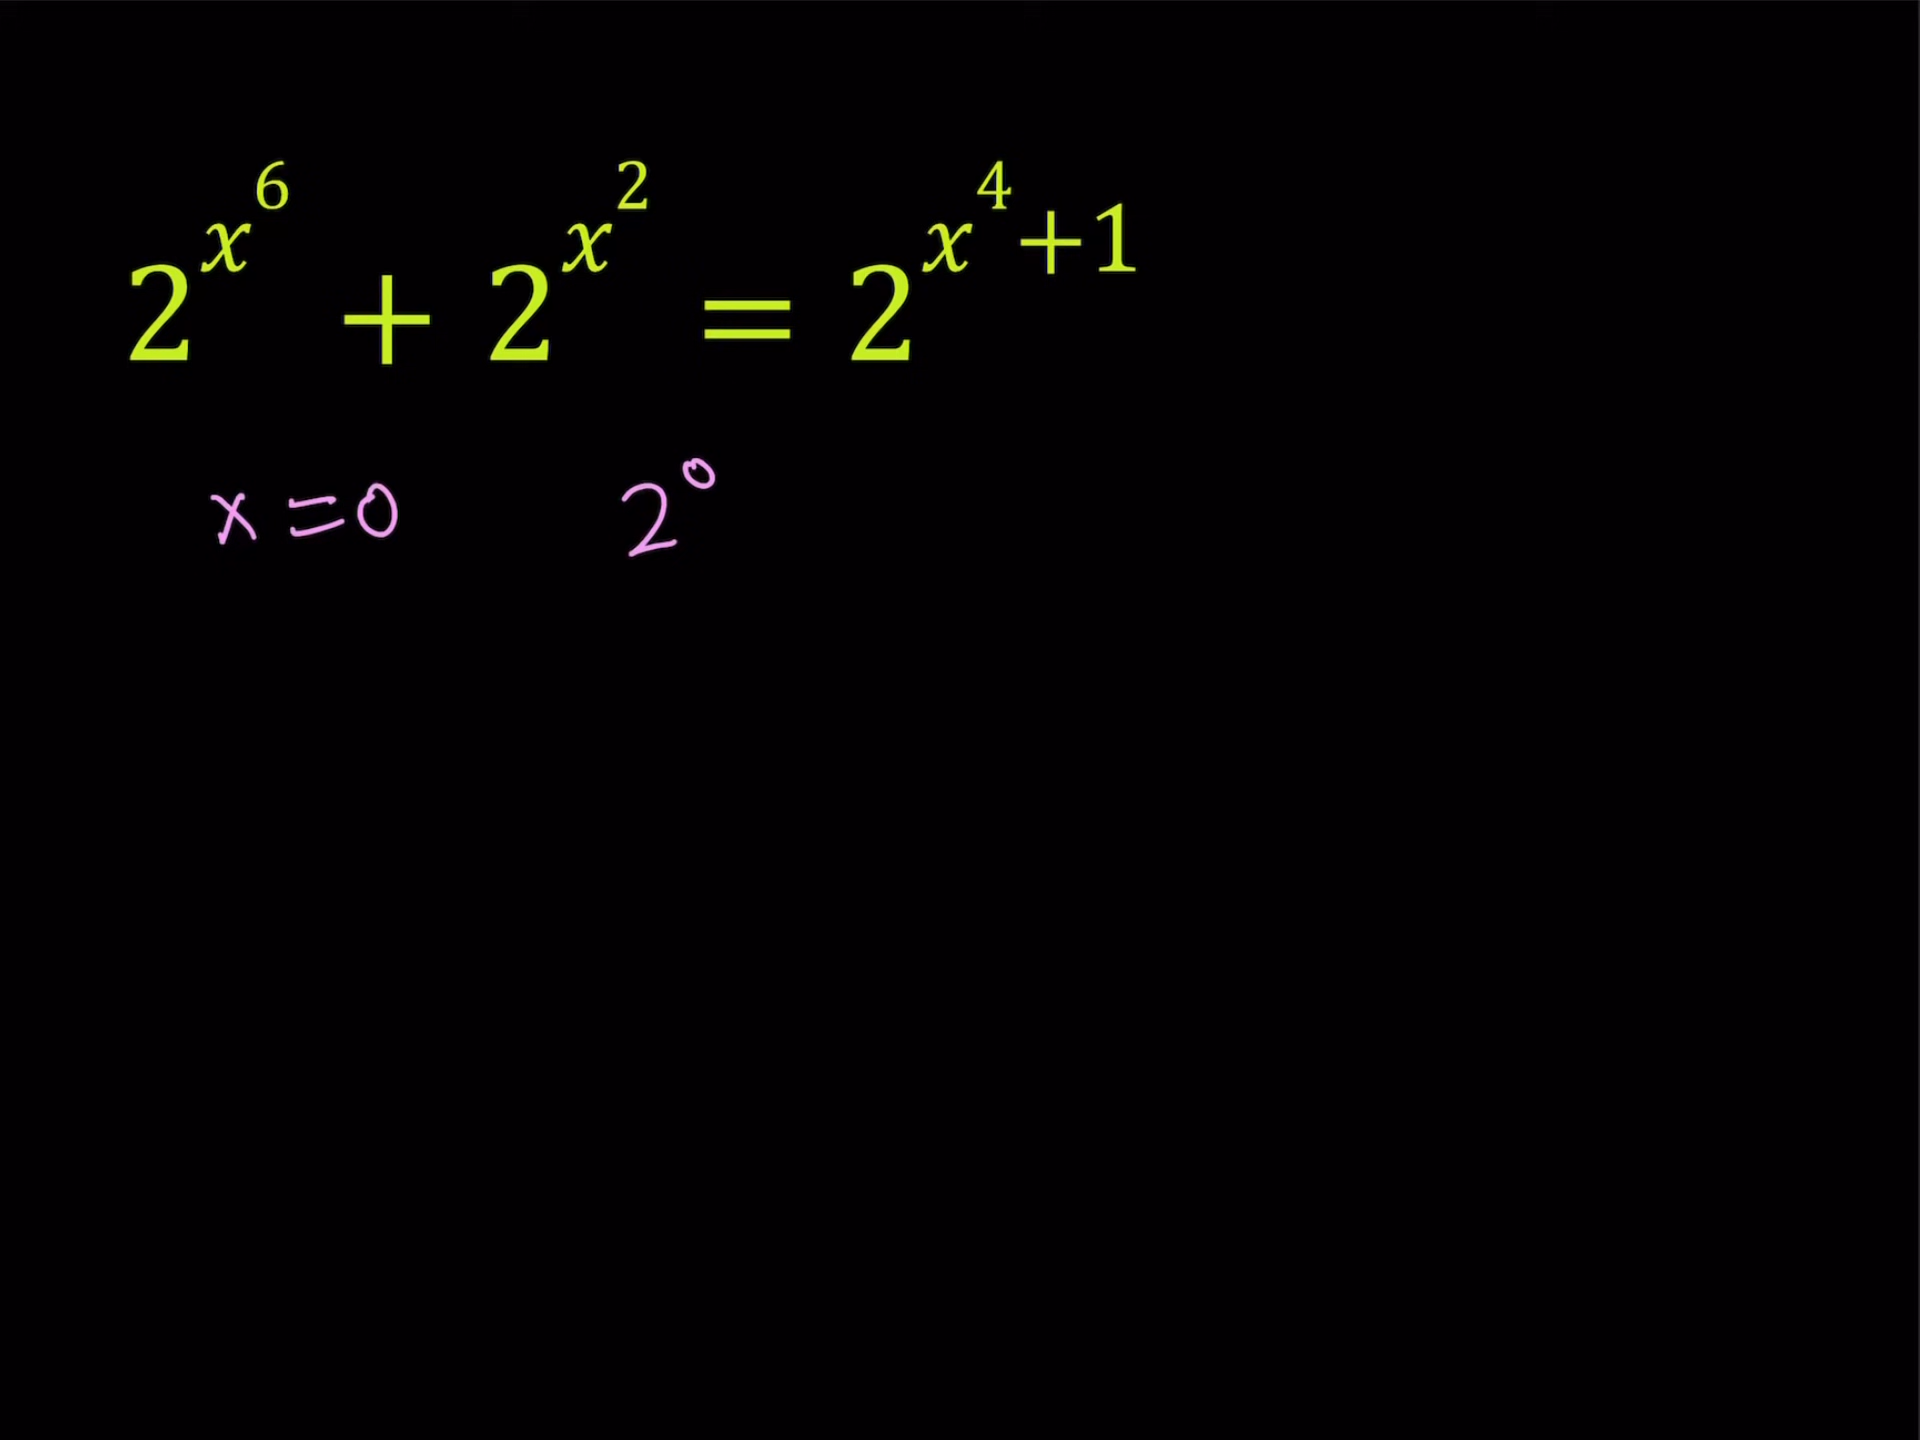 2^{x^6} + 2^{x^2} = 2^{x^4+1}
x = 0 2^0